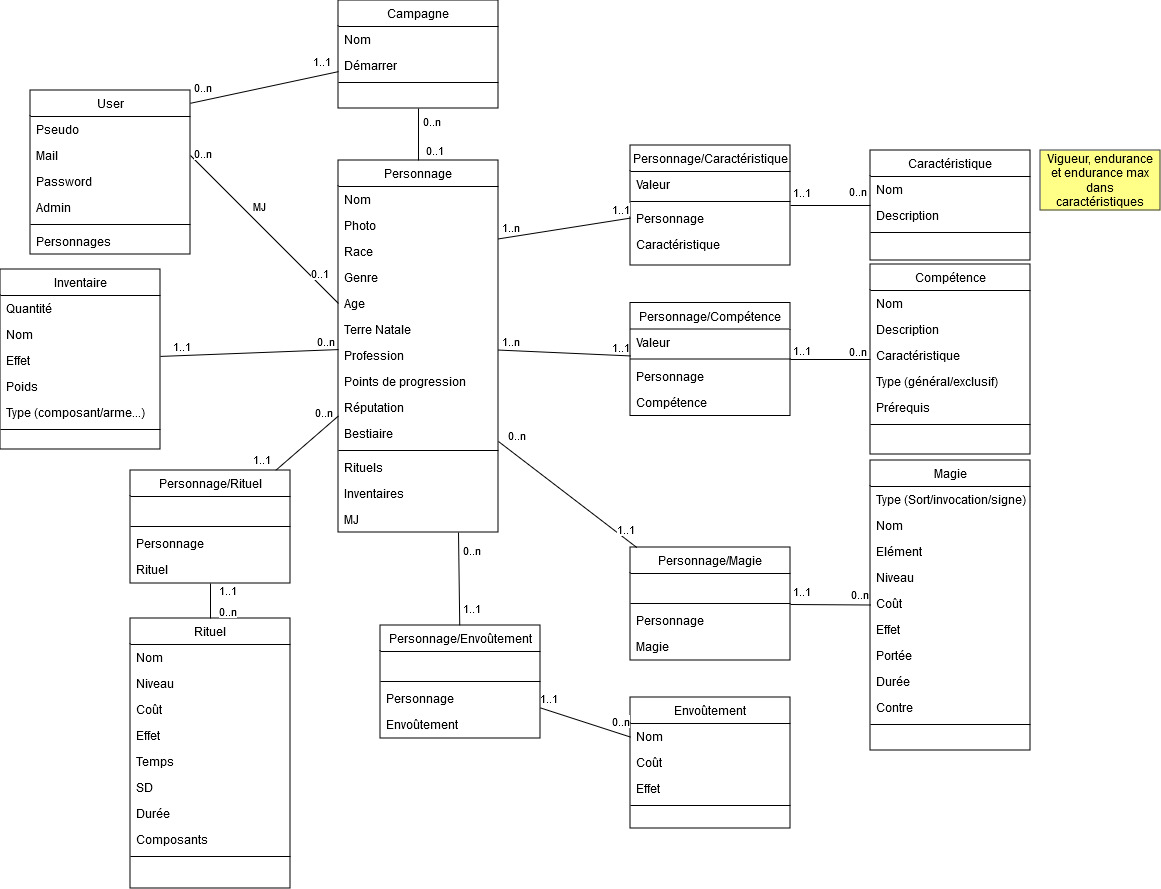 Campagne
Nom
Démarrer
1..1
0..n
0..n
0..1
User
Pseudo
Mail
Password
Admin
Personnages
0..n
MJ
0..1
Personnage
Nom
Photo
Race
Genre
Age
Terre Natale
Profession
Points de progression
Réputation
Bestiaire
Rituels
Inventaires
MJ
Inventaire
Quantité
Nom
Effet
Poids
Type (composant/arme...)
1..1
0..n
Personnage/Caractéristique
Valeur
Personnage
Caractéristique
1..n
1..1
1..1
0..n
Caractéristique
Nom
Description
Vigueur, endurance
et endurance max
dans
caractéristiques
Personnage/Compétence
Valeur
Personnage
Compétence
1..n
1..1
1..1
0..n
Compétence
Nom
Description
Caractéristique
Type (général/exclusif)
Prérequis
0..n
1..1
Personnage/Rituel
Personnage
Rituel
1..1
0..n
Rituel
Nom
Niveau
Coût
Effet
Temps
SD
Durée
Composants
0..n
1..1
Personnage/Envoûtement
Personnage
Envoûtement
1..1
0..n
Envoûtement
Nom
Coût
Effet
0..n
1..1
Personnage/Magie
Personnage
Magie
1..1
0..n
Magie
Type (Sort/invocation/signe)
Nom
Elément
Niveau
Coût
Effet
Portée
Durée
Contre